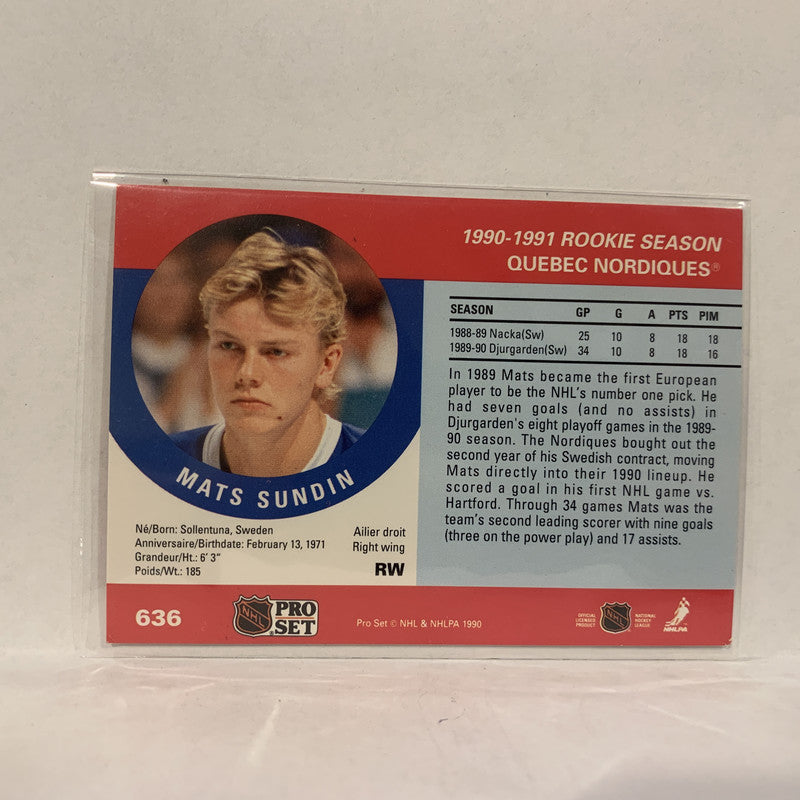 1990-1991 ROOKIE SEASON
QUEBEC NORDIQUES®
MATS SUNDIN
Né/Born: Sollentuna, Sweden
Anniversaire/Birthdate: February 13, 1971
Grandeur/Ht.: 6' 3"
Poids/Wt.: 185
Ailier droit
Right wing
RW
SEASON GP G A PTS PIM
1988-89 Nacka(Sw) 25 10 8 18 18
1989-90 Djurgarden(Sw) 34 10 8 18 16
In 1989 Mats became the first European
player to be the NHL's number one pick. He
had seven goals (and no assists) in
Djurgarden's eight playoff games in the 1989-
90 season. The Nordiques bought out the
second year of his Swedish contract, moving
Mats directly into their 1990 lineup. He
scored a goal in his first NHL game vs.
Hartford. Through 34 games Mats was the
team's second leading scorer with nine goals
(three on the power play) and 17 assists.
636
NHL
PRO
SET
Pro Set © NHL & NHLPA 1990
OFFICIAL
LICENSED
PRODUCT
NHL
NATIONAL
HOCKEY
LEAGUE
NHLPA